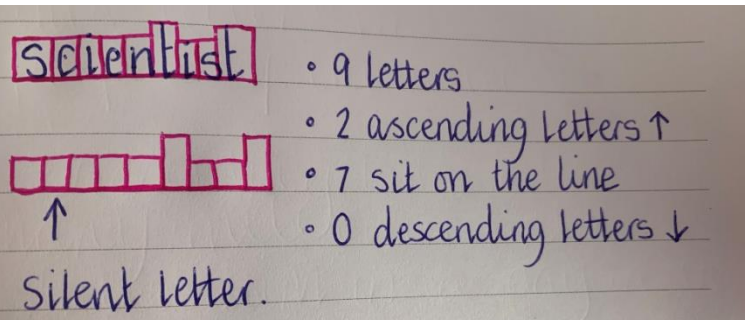 scientist
• 9 letters
• 2 ascending letters ↑
• 7 sit on the line
↑
• 0 descending letters ↓
Silent letter.